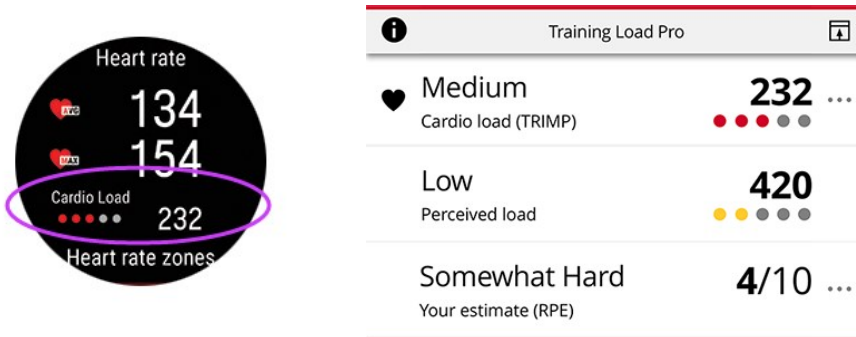 Heart rate
AVG 134
MAX 154
Cardio Load
232
Heart rate zones
Training Load Pro
Medium 232 ...
Cardio load (TRIMP)
Low 420
Perceived load
Somewhat Hard 4/10 ...
Your estimate (RPE)